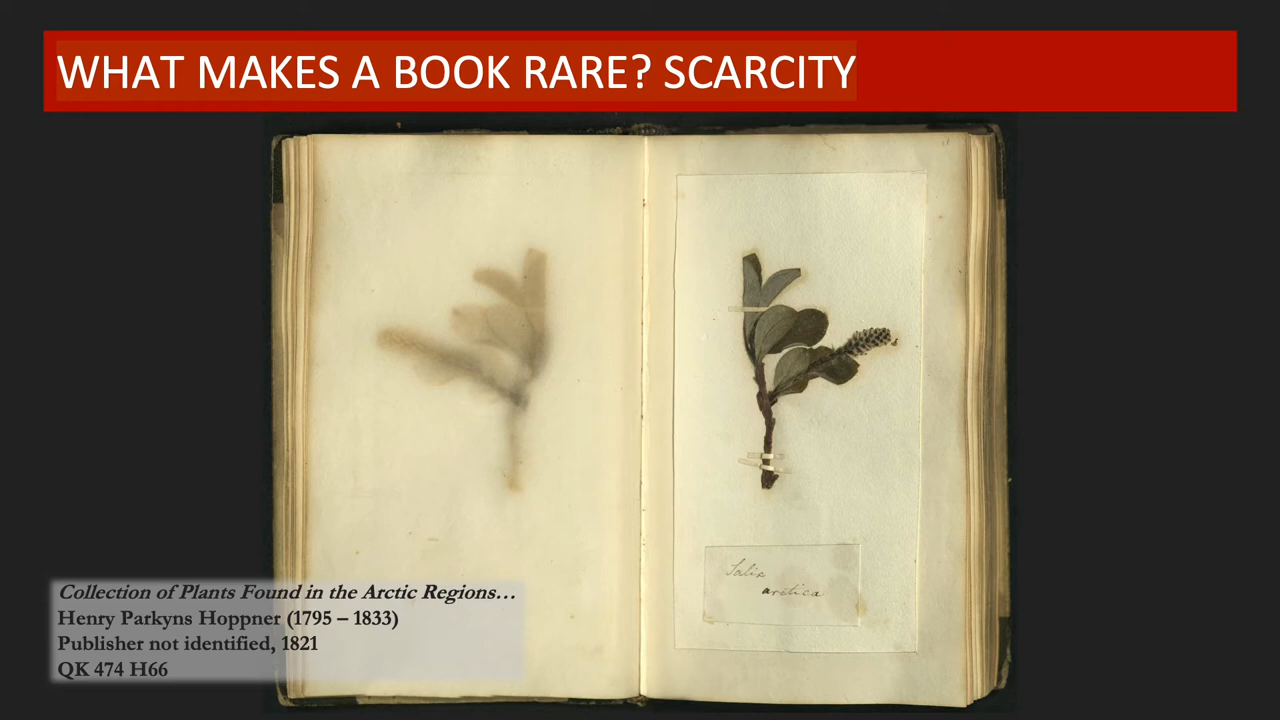 WHAT MAKES A BOOK RARE? SCARCITY
Salix
arctica
Collection of Plants Found in the Arctic Regions…
Henry Parkyns Hoppner (1795 – 1833)
Publisher not identified, 1821
QK 474 H66